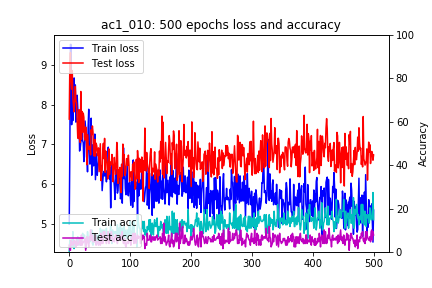 ac1_010: 500 epochs loss and accuracy
Train loss
Test loss
Train acc
Test acc
Loss
Accuracy
9
8
7
6
5
100
80
60
40
20
0
0
100
200
300
400
500